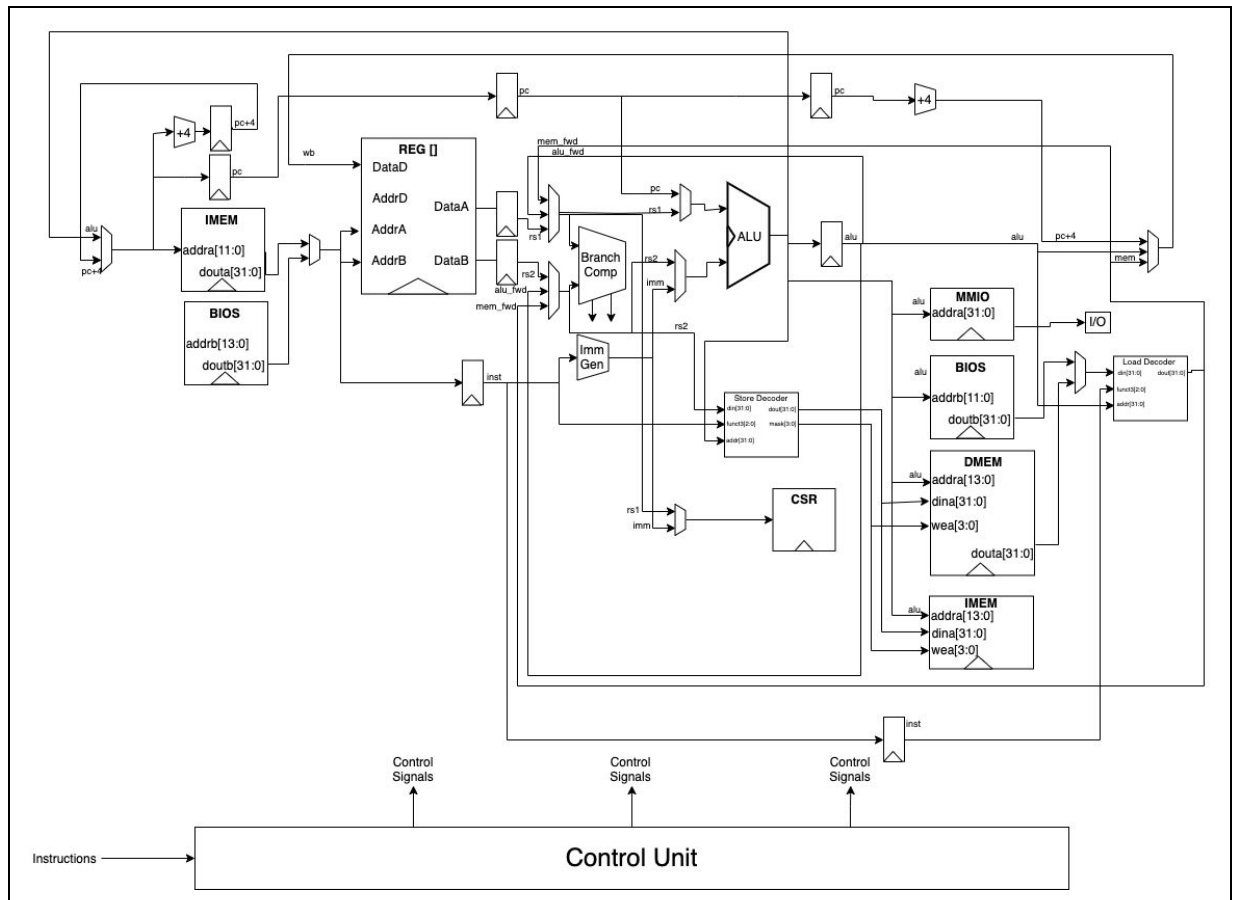 pc
pc
+4
+4
pc+4
pc
wb
REG []
DataD
AddrD
AddrA
AddrB
DataA
DataB
mem_fwd
alu_fwd
rs1
rs2
alu_fwd
mem_fwd
Branch
Comp
pc
rs1
rs2
imm
ALU
alu
alu
pc+4
mem
alu
pc+4
IMEM
addra[11:0]
douta[31:0]
BIOS
addrb[13:0]
doutb[31:0]
inst
Imm
Gen
rs2
Store Decoder
din[31:0]
funct3[2:0]
addr[31:0]
dout[31:0]
mask[3:0]
rs1
imm
CSR
alu
MMIO
addra[31:0]
I/O
alu
BIOS
addrb[11:0]
doutb[31:0]
Load Decoder
din[31:0]
funct3[2:0]
addr[31:0]
dout[31:0]
alu
DMEM
addra[13:0]
dina[31:0]
wea[3:0]
douta[31:0]
alu
IMEM
addra[13:0]
dina[31:0]
wea[3:0]
inst
Control
Signals
Control
Signals
Control
Signals
Instructions
Control Unit